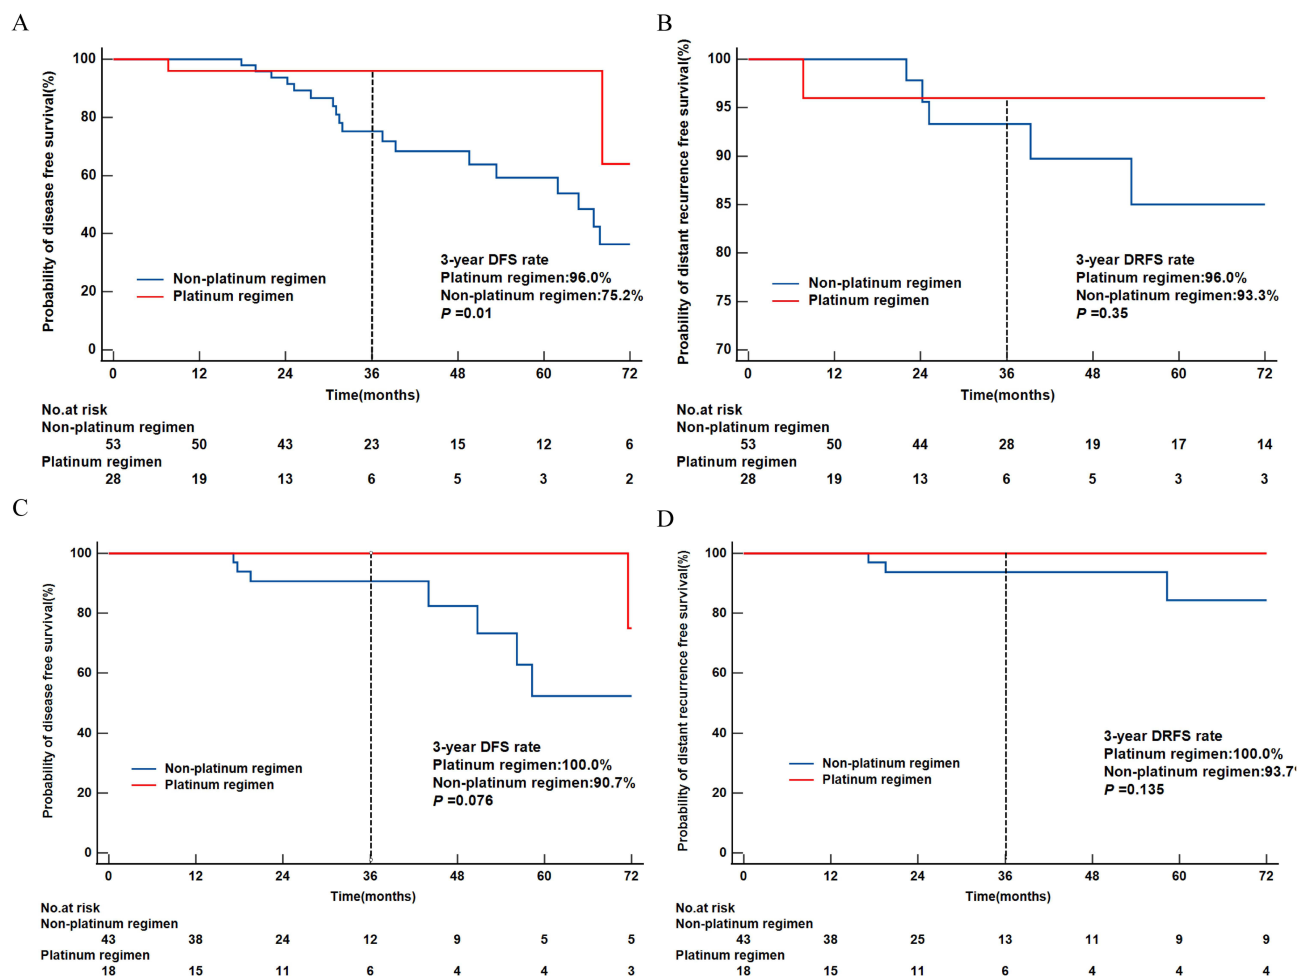 A
Probability of disease free survival(%)
100
80
60
40
20
0
Non-platinum regimen
Platinum regimen
3-year DFS rate
Platinum regimen:96.0%
Non-platinum regimen:75.2%
P =0.01
0 12 24 36 48 60 72
Time(months)
No.at risk
Non-platinum regimen
53 50 43 23 15 12 6
Platinum regimen
28 19 13 6 5 3 2
B
Proability of distant recurrence free survival(%)
100
95
90
85
80
75
70
Non-platinum regimen
Platinum regimen
3-year DRFS rate
Platinum regimen:96.0%
Non-platinum regimen:93.3%
P =0.35
0 12 24 36 48 60 72
Time(months)
No.at risk
Non-platinum regimen
53 50 44 28 19 17 14
Platinum regimen
28 19 13 6 5 3 3
C
Probability of disease free survival(%)
100
80
60
40
20
0
Non-platinum regimen
Platinum regimen
3-year DFS rate
Platinum regimen:100.0%
Non-platinum regimen:90.7%
P =0.076
0 12 24 36 48 60 72
Time(months)
No.at risk
Non-platinum regimen
43 38 24 12 9 5 5
Platinum regimen
18 15 11 6 4 4 3
D
Probability of distant recurrence free survival(%)
100
80
60
40
20
0
Non-platinum regimen
Platinum regimen
3-year DRFS rate
Platinum regimen:100.0%
Non-platinum regimen:93.7
P =0.135
0 12 24 36 48 60 72
Time(months)
No.at risk
Non-platinum regimen
43 38 25 13 11 9 9
Platinum regimen
18 15 11 6 4 4 4